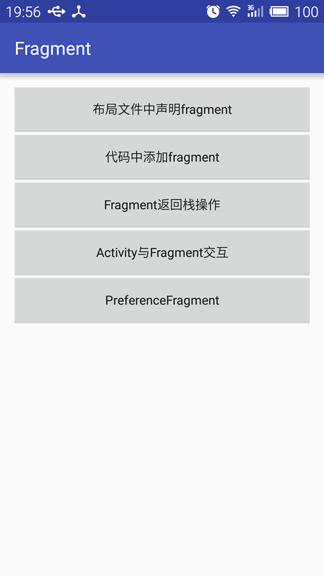 19:56 3G 100
Fragment
布局文件中声明fragment
代码中添加fragment
Fragment返回栈操作
Activity与Fragment交互
PreferenceFragment